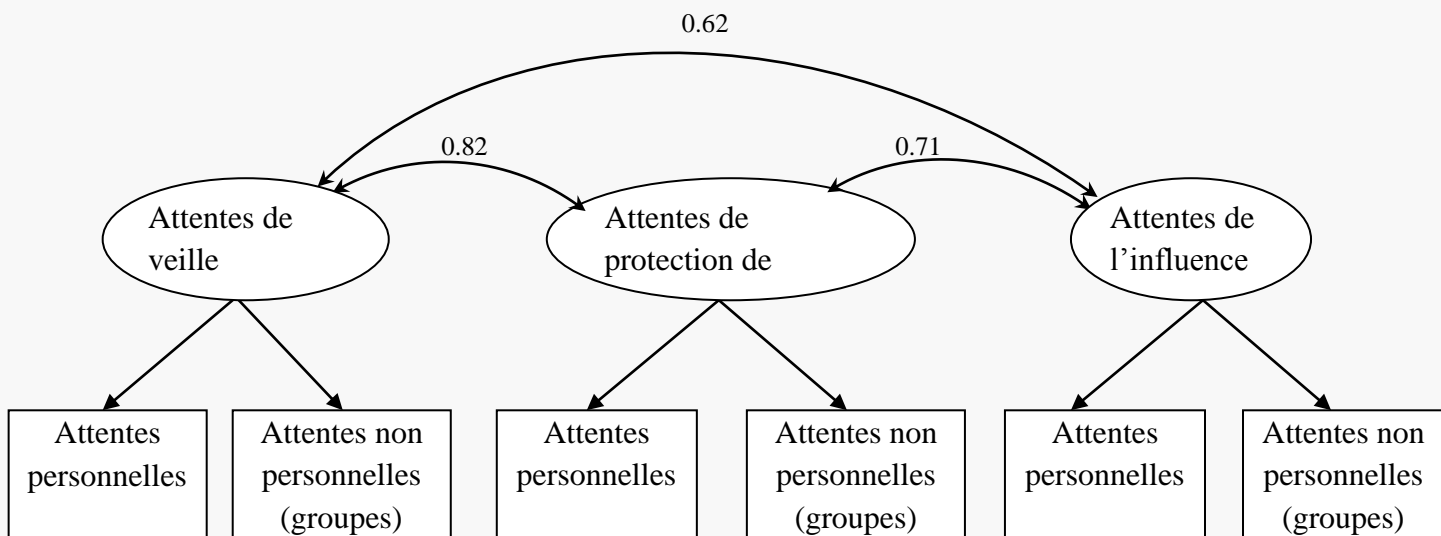 0.62
0.82
0.71
Attentes de
veille
Attentes de
protection de
Attentes de
l’influence
Attentes
personnelles
Attentes non
personnelles
(groupes)
Attentes
personnelles
Attentes non
personnelles
(groupes)
Attentes
personnelles
Attentes non
personnelles
(groupes)